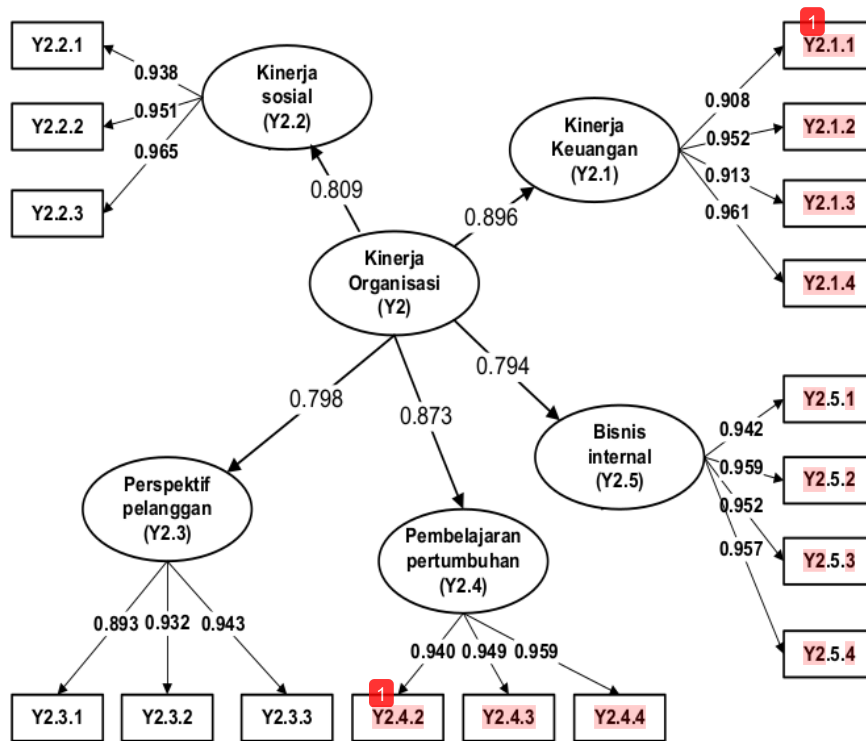 1
Y2.2.1
0.938
Kinerja
sosial
(Y2.2)
Y2.1.1
Y2.2.2
0.951
0.908
Kinerja
Keuangan
(Y2.1)
Y2.1.2
0.952
0.965
0.913
Y2.1.3
0.809
0.961
Y2.2.3
0.896
Kinerja
Organisasi
(Y2)
Y2.1.4
0.794
0.798
0.873
Y2.5.1
0.942
Bisnis
internal
(Y2.5)
0.959
Y2.5.2
Perspektif
pelanggan
(Y2.3)
0.952
Pembelajaran
pertumbuhan
(Y2.4)
0.957
Y2.5.3
0.893
0.932
0.943
0.940
0.949
0.959
Y2.5.4
1
Y2.3.1
Y2.3.2
Y2.3.3
Y2.4.2
Y2.4.3
Y2.4.4